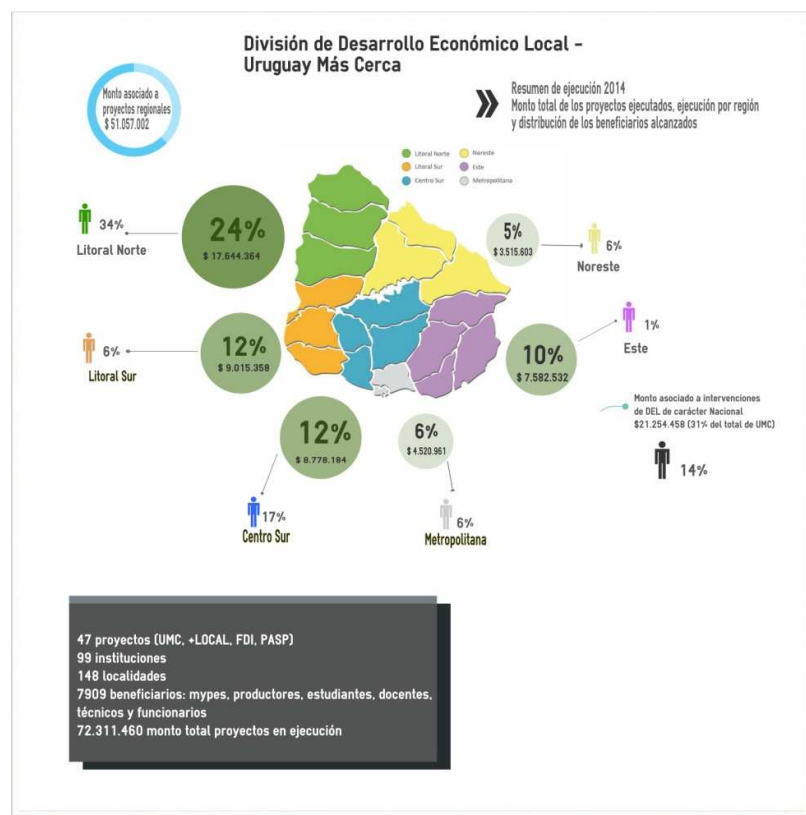 División de Desarrollo Económico Local -
Uruguay Más Cerca
Monto asociado a
proyectos regionales
$ 51.057.002
Resumen de ejecución 2014
Monto total de los proyectos ejecutados, ejecución por región
y distribución de los beneficiarios alcanzados
Litoral Norte
Noreste
Litoral Sur
Este
Centro Sur
Metropolitana
34%
Litoral Norte
24%
$ 17.644.364
5%
$ 3.515.603
6%
Noreste
6%
Litoral Sur
12%
$ 9.015.358
10%
$ 7.582.532
1%
Este
12%
$ 8.778.184
6%
$ 4.520.961
Monto asociado a intervenciones
de DEL de carácter Nacional
$21.254.458 (31% del total de UMC)
14%
17%
Centro Sur
6%
Metropolitana
47 proyectos (UMC, +LOCAL, FDI, PASP)
99 instituciones
148 localidades
7909 beneficiarios: mypes, productores, estudiantes, docentes,
técnicos y funcionarios
72.311.460 monto total proyectos en ejecución